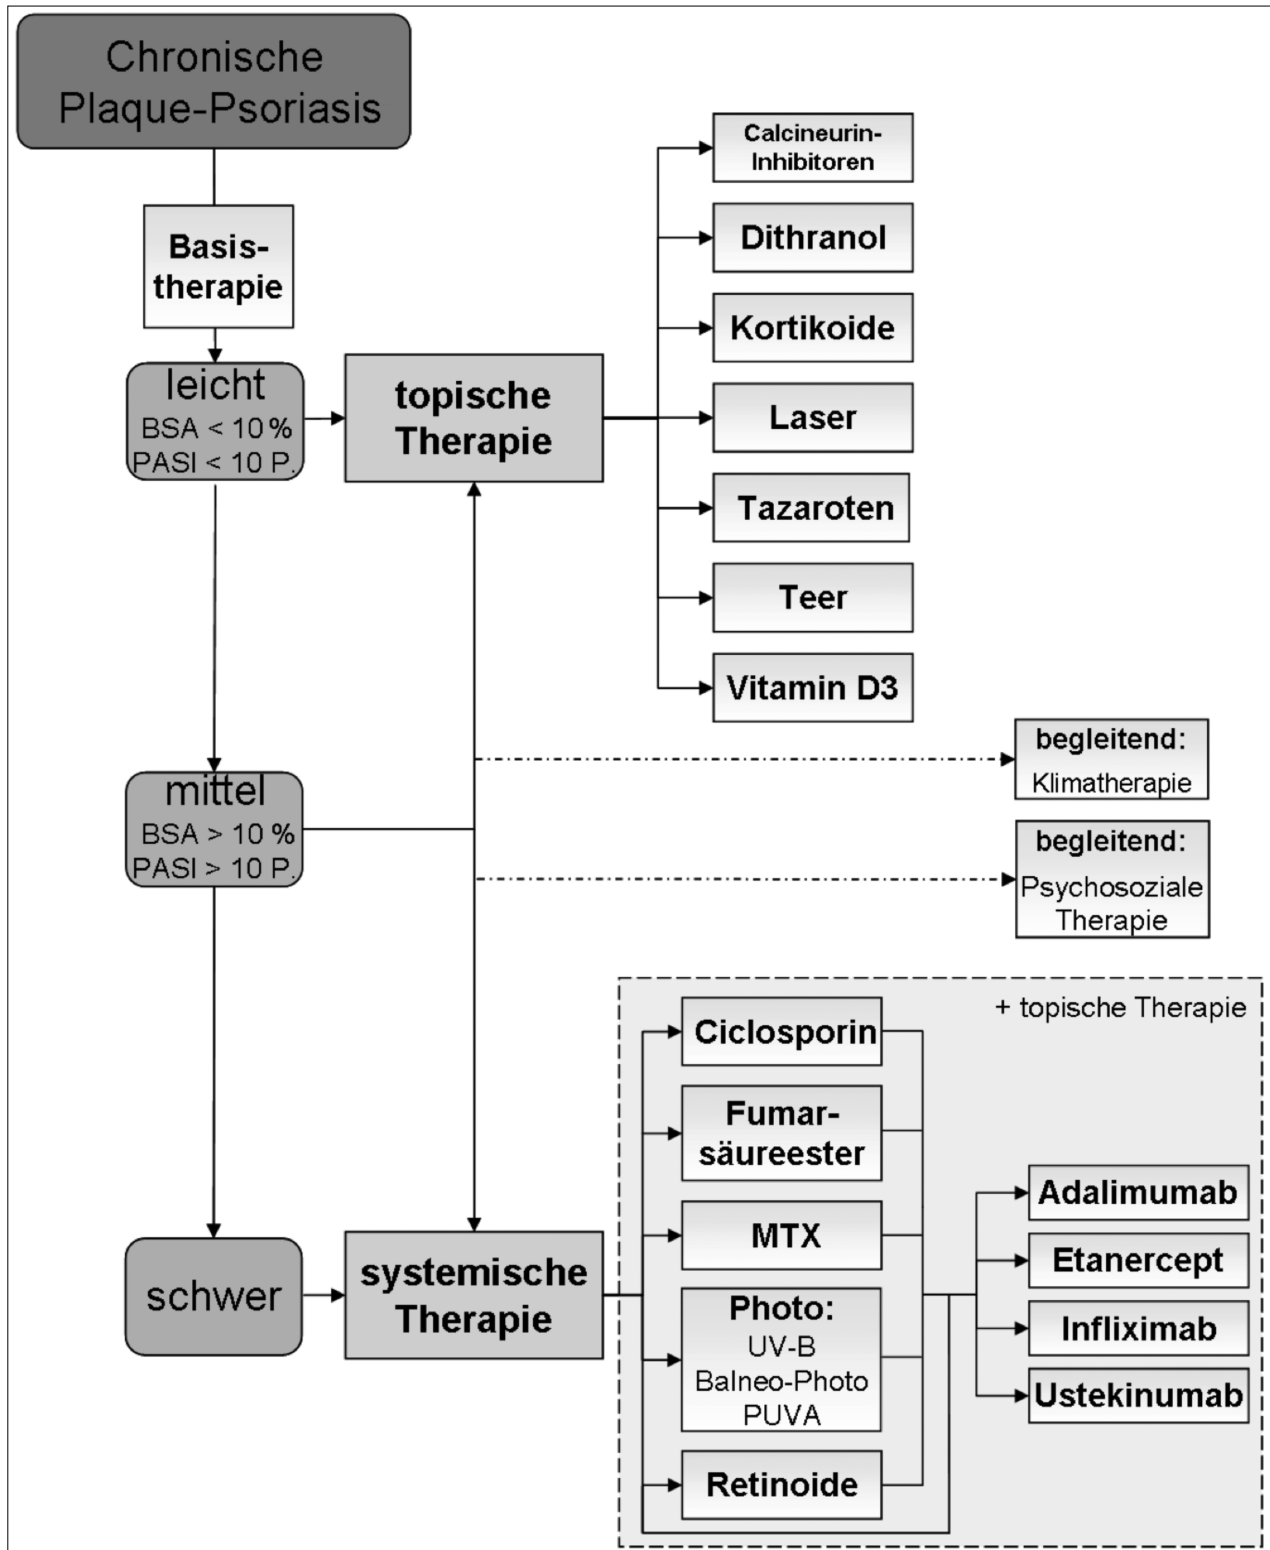 Chronische
Plaque-Psoriasis
Basis-
therapie
leicht
BSA < 10 %
PASI < 10 P.
topische
Therapie
Calcineurin-
Inhibitoren
Dithranol
Kortikoide
Laser
Tazaroten
Teer
Vitamin D3
mittel
BSA > 10 %
PASI > 10 P.
begleitend:
Klimatherapie
begleitend:
Psychosoziale
Therapie
schwer
systemische
Therapie
+ topische Therapie
Ciclosporin
Fumar-
säureester
MTX
Photo:
UV-B
Balneo-Photo
PUVA
Retinoide
Adalimumab
Etanercept
Infliximab
Ustekinumab